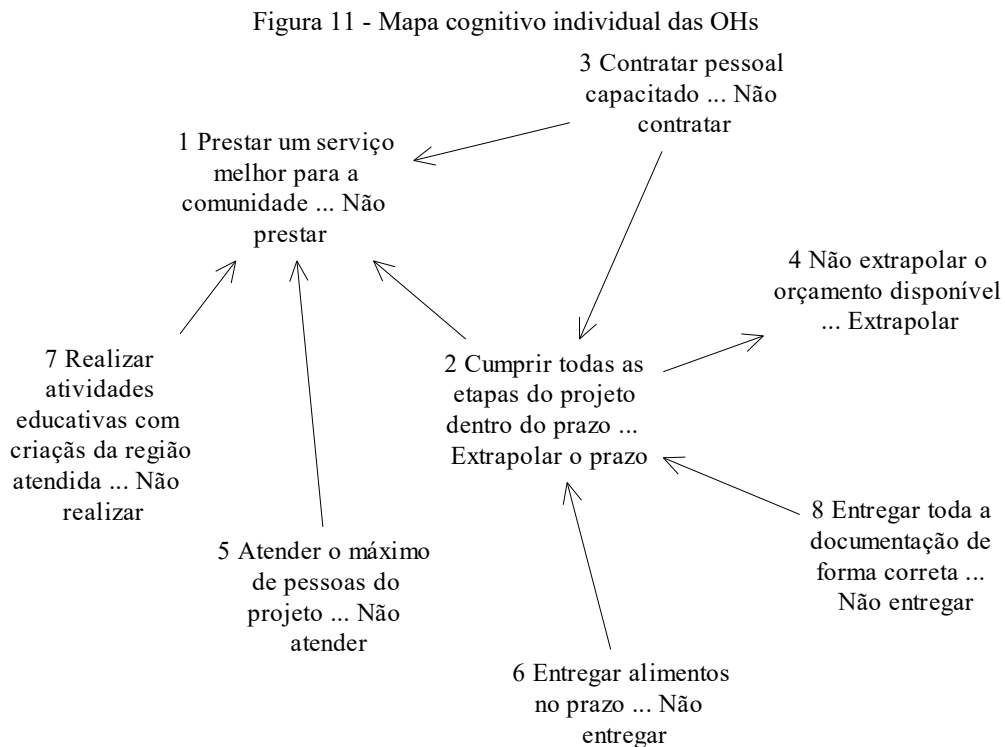 Figura 11 - Mapa cognitivo individual das OHs
3 Contratar pessoal
capacitado ... Não
contratar
1 Prestar um serviço
melhor para a
comunidade ... Não
prestar
4 Não extrapolar o
orçamento disponível
... Extrapolar
7 Realizar
atividades
educativas com
criaçãs da região
atendida ... Não
realizar
2 Cumprir todas as
etapas do projeto
dentro do prazo ...
Extrapolar o prazo
8 Entregar toda a
documentação de
forma correta ...
Não entregar
5 Atender o máximo
de pessoas do
projeto ... Não
atender
6 Entregar alimentos
no prazo ... Não
entregar